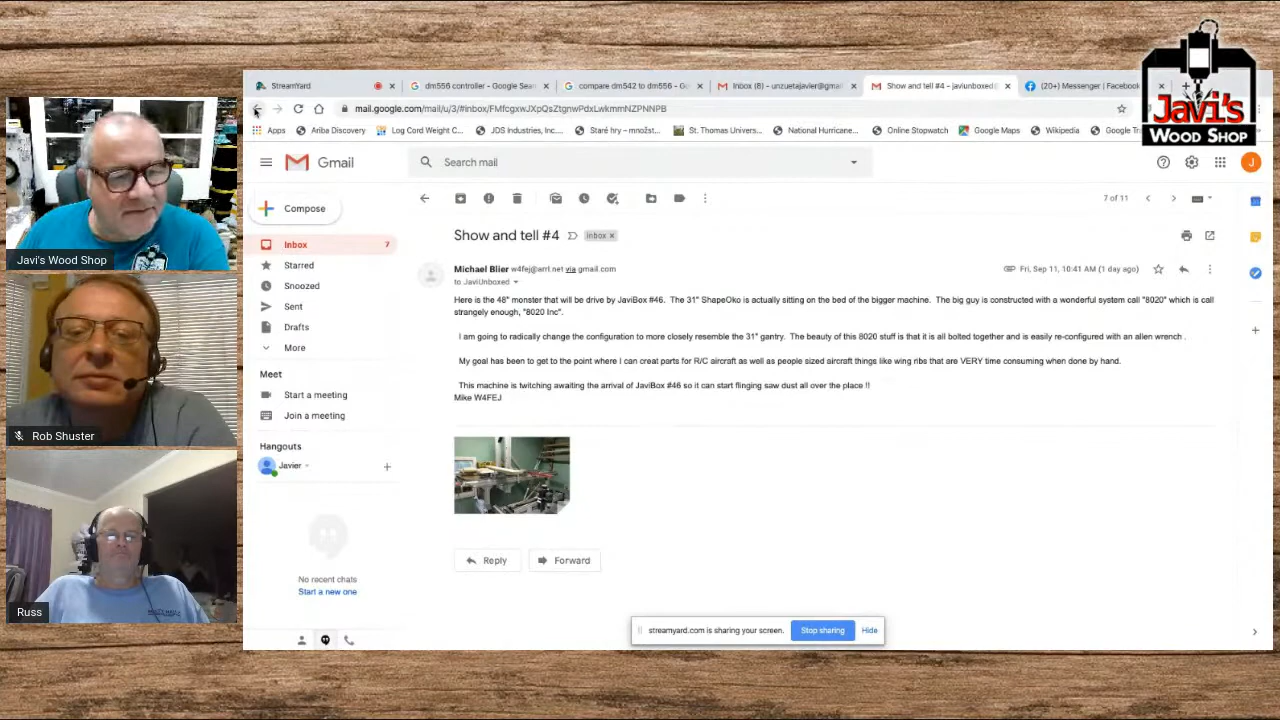 Javi's
WOOD SHOP
StreamYard
dm556 controller - Google Sear
compare dm542 to dm556 - Go
Inbox (8) - unzuetajavier@gmai
Show and tell #4 - javiunboxed
(20+) Messenger | Facebook
mail.google.com/mail/u/3/#inbox/FMfcgxwJXpQsZtgnwPdxLwkmmNZPNNPB
Apps
Ariba Discovery
Log Cord Weight C...
JDS Industries, Inc....
Staré hry – množst...
St. Thomas Univers...
National Hurricane...
Online Stopwatch
Google Maps
Wikipedia
Google Tra
Gmail
Search mail
J
Compose
7 of 11
Inbox 7
Starred
Snoozed
Sent
Drafts
More
Meet
Start a meeting
Join a meeting
Hangouts
Javier
No recent chats
Start a new one
Show and tell #4
Inbox x
Michael Blier w4fej@arrl.net via gmail.com
Fri, Sep 11, 10:41 AM (1 day ago)
to JaviUnboxed
Here is the 48" monster that will be drive by JaviBox #46. The 31" ShapeOko is actually sitting on the bed of the bigger machine. The big guy is constructed with a wonderful system call "8020" which is call
strangely enough, "8020 Inc".
I am going to radically change the configuration to more closely resemble the 31" gantry. The beauty of this 8020 stuff is that it is all bolted together and is easily re-configured with an allen wrench .
My goal has been to get to the point where I can creat parts for R/C aircraft as well as people sized aircraft things like wing ribs that are VERY time consuming when done by hand.
This machine is twitching awaiting the arrival of JaviBox #46 so it can start flinging saw dust all over the place !!
Mike W4FEJ
Reply
Forward
streamyard.com is sharing your screen.
Stop sharing
Hide
Javi's Wood Shop
Rob Shuster
Russ